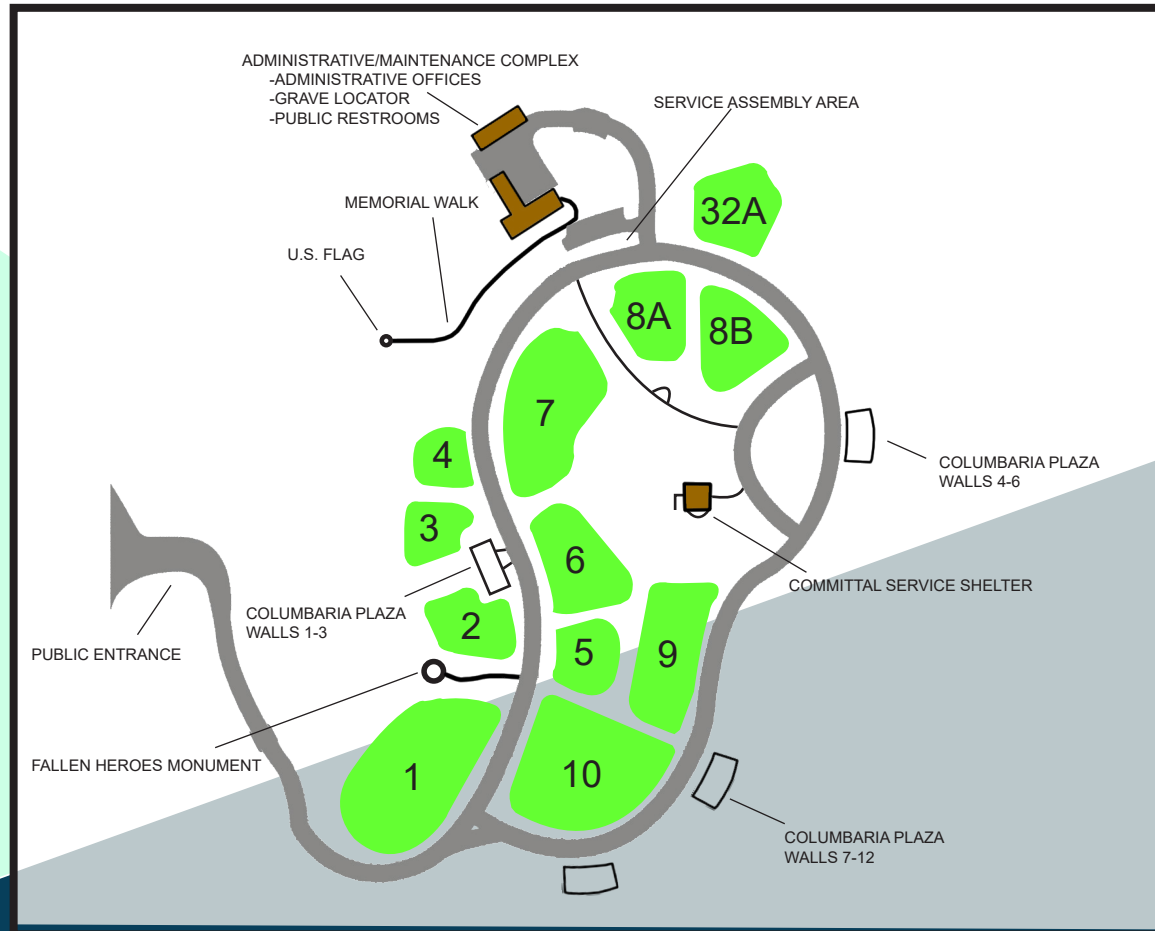 ADMINISTRATIVE/MAINTENANCE COMPLEX
-ADMINISTRATIVE OFFICES
-GRAVE LOCATOR
-PUBLIC RESTROOMS
SERVICE ASSEMBLY AREA
MEMORIAL WALK
32A
U.S. FLAG
8A
8B
7
4
COLUMBARIA PLAZA
WALLS 4-6
3
6
COMMITTAL SERVICE SHELTER
COLUMBARIA PLAZA
WALLS 1-3
2
5
9
PUBLIC ENTRANCE
FALLEN HEROES MONUMENT
1
10
COLUMBARIA PLAZA
WALLS 7-12